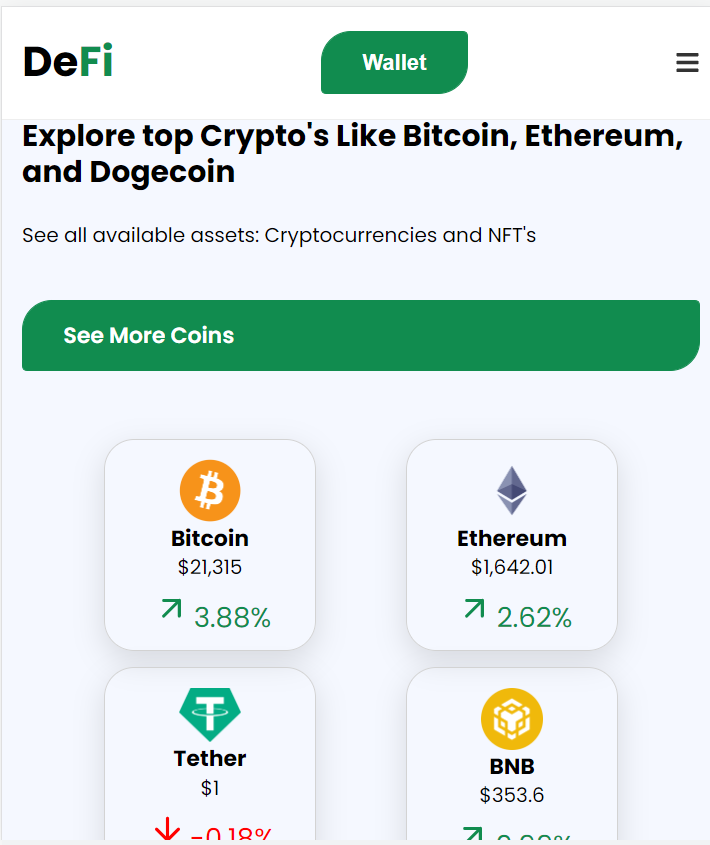 DeFi
Wallet
Explore top Crypto's Like Bitcoin, Ethereum,
and Dogecoin
See all available assets: Cryptocurrencies and NFT's
See More Coins
Bitcoin
$21,315
3.88%
Ethereum
$1,642.01
2.62%
Tether
$1
-0.18%
BNB
$353.6